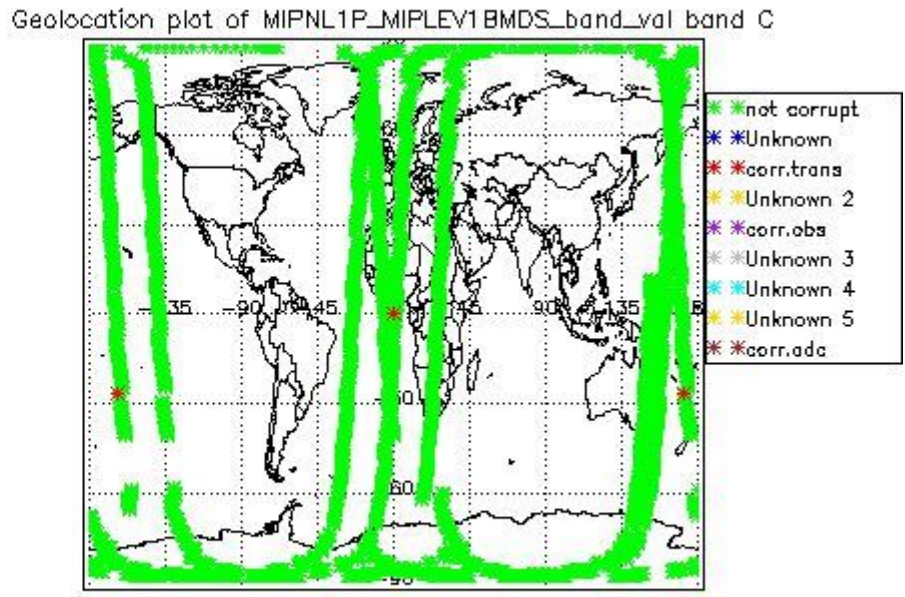 Geolocation plot of MIPNL1P_MIPLEV1BMDS_band_val band C
not corrupt
Unknown
corr.trans
Unknown 2
corr.obs
Unknown 3
Unknown 4
Unknown 5
corr.adc
-135
-90
-45
45
90
135
-60
-90